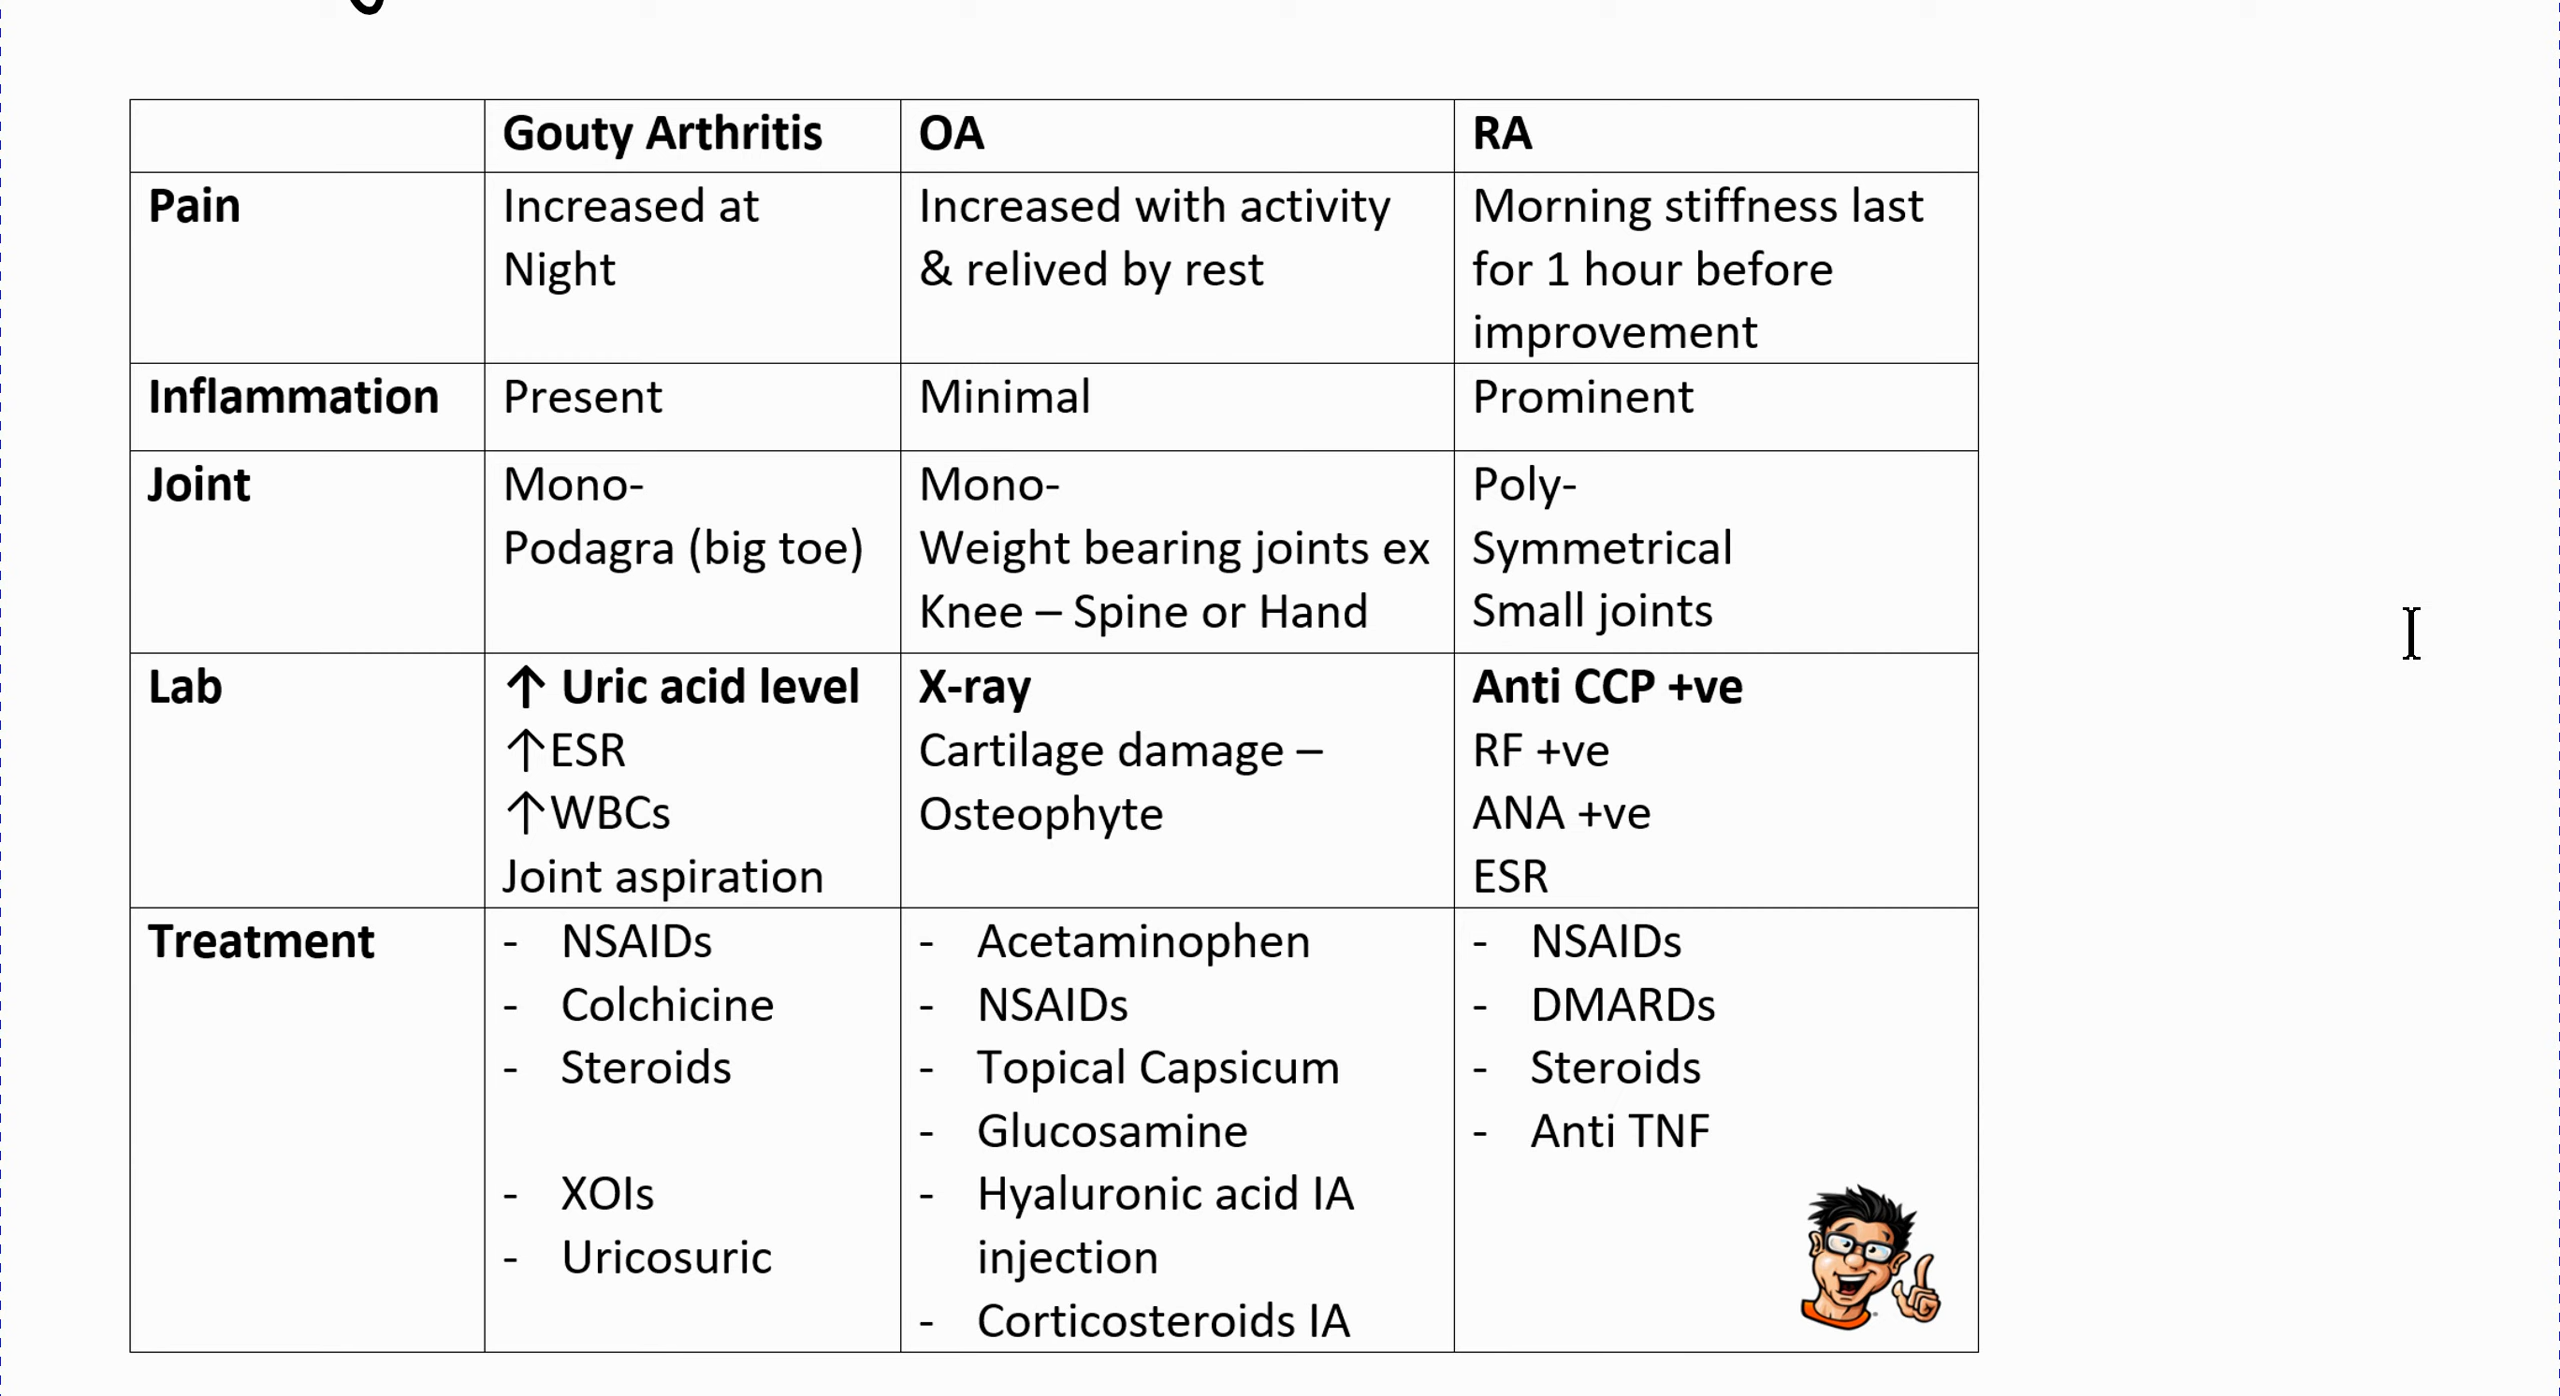 Gouty Arthritis
OA
RA
Pain
Increased at
Night
Increased with activity
& relived by rest
Morning stiffness last
for 1 hour before
improvement
Inflammation
Present
Minimal
Prominent
Joint
Mono-
Podagra (big toe)
Mono-
Weight bearing joints ex
Knee – Spine or Hand
Poly-
Symmetrical
Small joints
Lab
↑ Uric acid level
↑ESR
↑WBCs
Joint aspiration
X-ray
Cartilage damage –
Osteophyte
Anti CCP +ve
RF +ve
ANA +ve
ESR
Treatment
- NSAIDs
- Colchicine
- Steroids
- XOIs
- Uricosuric
- Acetaminophen
- NSAIDs
- Topical Capsicum
- Glucosamine
- Hyaluronic acid IA
injection
- Corticosteroids IA
- NSAIDs
- DMARDs
- Steroids
- Anti TNF